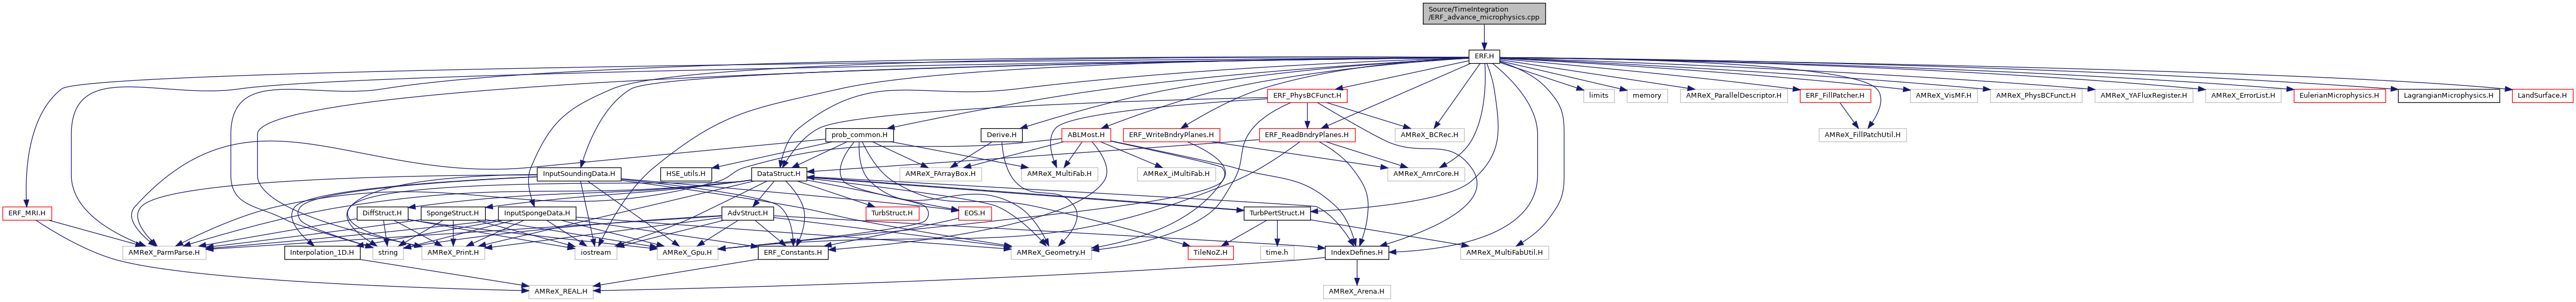 Source/TimeIntegration
/ERF_advance_microphysics.cpp
ERF.H
ERF_PhysBCFunct.H
limits
memory
AMReX_ParallelDescriptor.H
ERF_FillPatcher.H
AMReX_VisMF.H
AMReX_PhysBCFunct.H
AMReX_YAFluxRegister.H
AMReX_ErrorList.H
EulerianMicrophysics.H
LagrangianMicrophysics.H
LandSurface.H
prob_common.H
Derive.H
ABLMost.H
ERF_WriteBndryPlanes.H
ERF_ReadBndryPlanes.H
AMReX_BCRec.H
AMReX_FillPatchUtil.H
InputSoundingData.H
HSE_utils.H
DataStruct.H
AMReX_FArrayBox.H
AMReX_MultiFab.H
AMReX_iMultiFab.H
AMReX_AmrCore.H
ERF_MRI.H
DiffStruct.H
SpongeStruct.H
InputSpongeData.H
AdvStruct.H
TurbStruct.H
EOS.H
TurbPertStruct.H
AMReX_ParmParse.H
Interpolation_1D.H
string
AMReX_Print.H
iostream
AMReX_Gpu.H
ERF_Constants.H
AMReX_Geometry.H
TileNoZ.H
time.h
IndexDefines.H
AMReX_MultiFabUtil.H
AMReX_REAL.H
AMReX_Arena.H